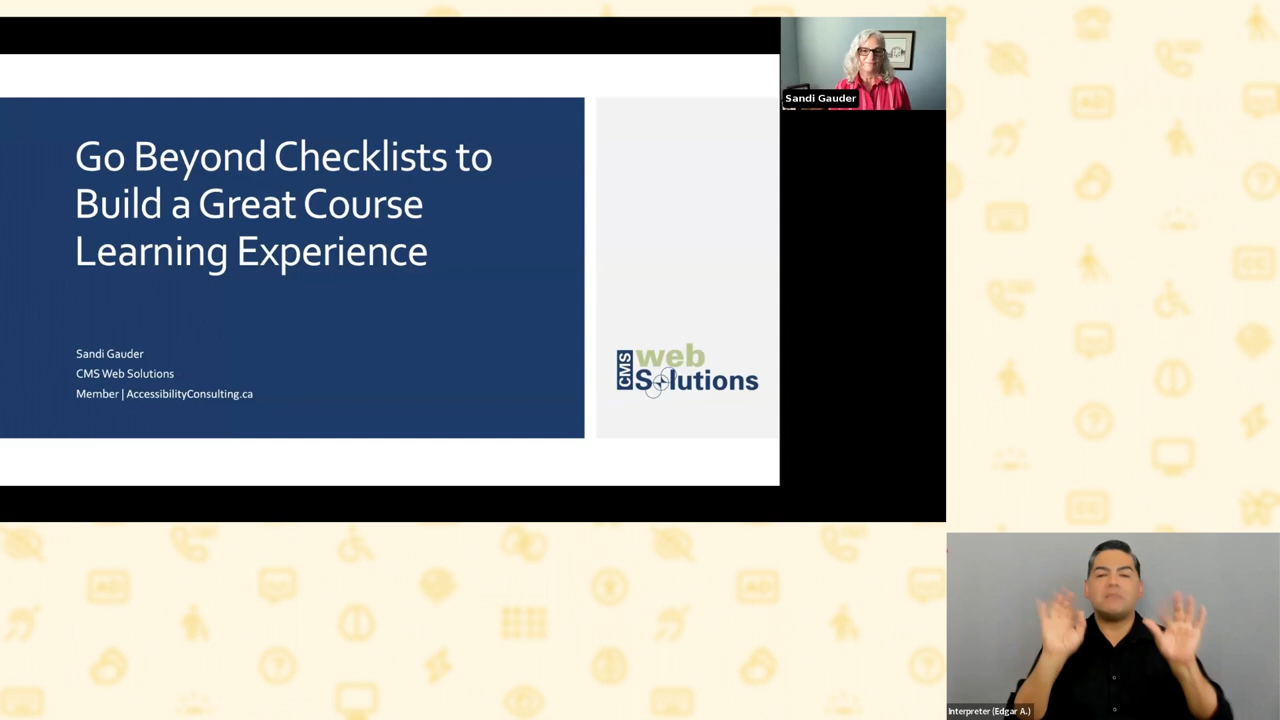 Sandi Gauder
Go Beyond Checklists to
Build a Great Course
Learning Experience
Sandi Gauder
CMS Web Solutions
Member | AccessibilityConsulting.ca
CMS
web
Solutions
Interpreter (Edgar A.)